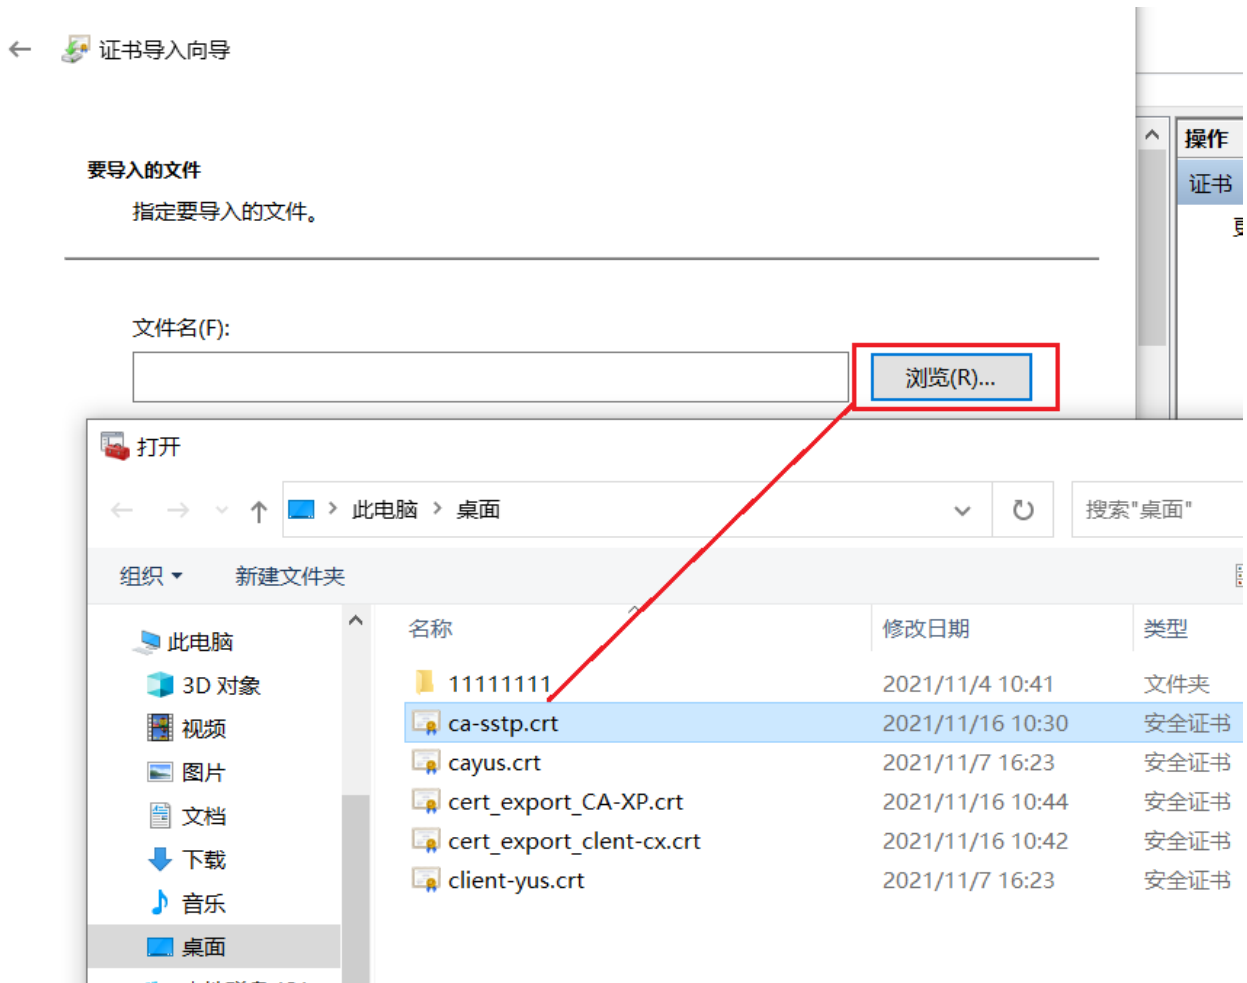 证书导入向导
操作
证书
要导入的文件
指定要导入的文件。
文件名(F):
浏览(R)...
打开
此电脑 > 桌面
搜索"桌面"
组织
新建文件夹
名称 修改日期 类型
此电脑
3D 对象
视频
图片
文档
下载
音乐
桌面
11111111 2021/11/4 10:41 文件夹
ca-sstp.crt 2021/11/16 10:30 安全证书
cayus.crt 2021/11/7 16:23 安全证书
cert_export_CA-XP.crt 2021/11/16 10:44 安全证书
cert_export_clent-cx.crt 2021/11/16 10:42 安全证书
client-yus.crt 2021/11/7 16:23 安全证书